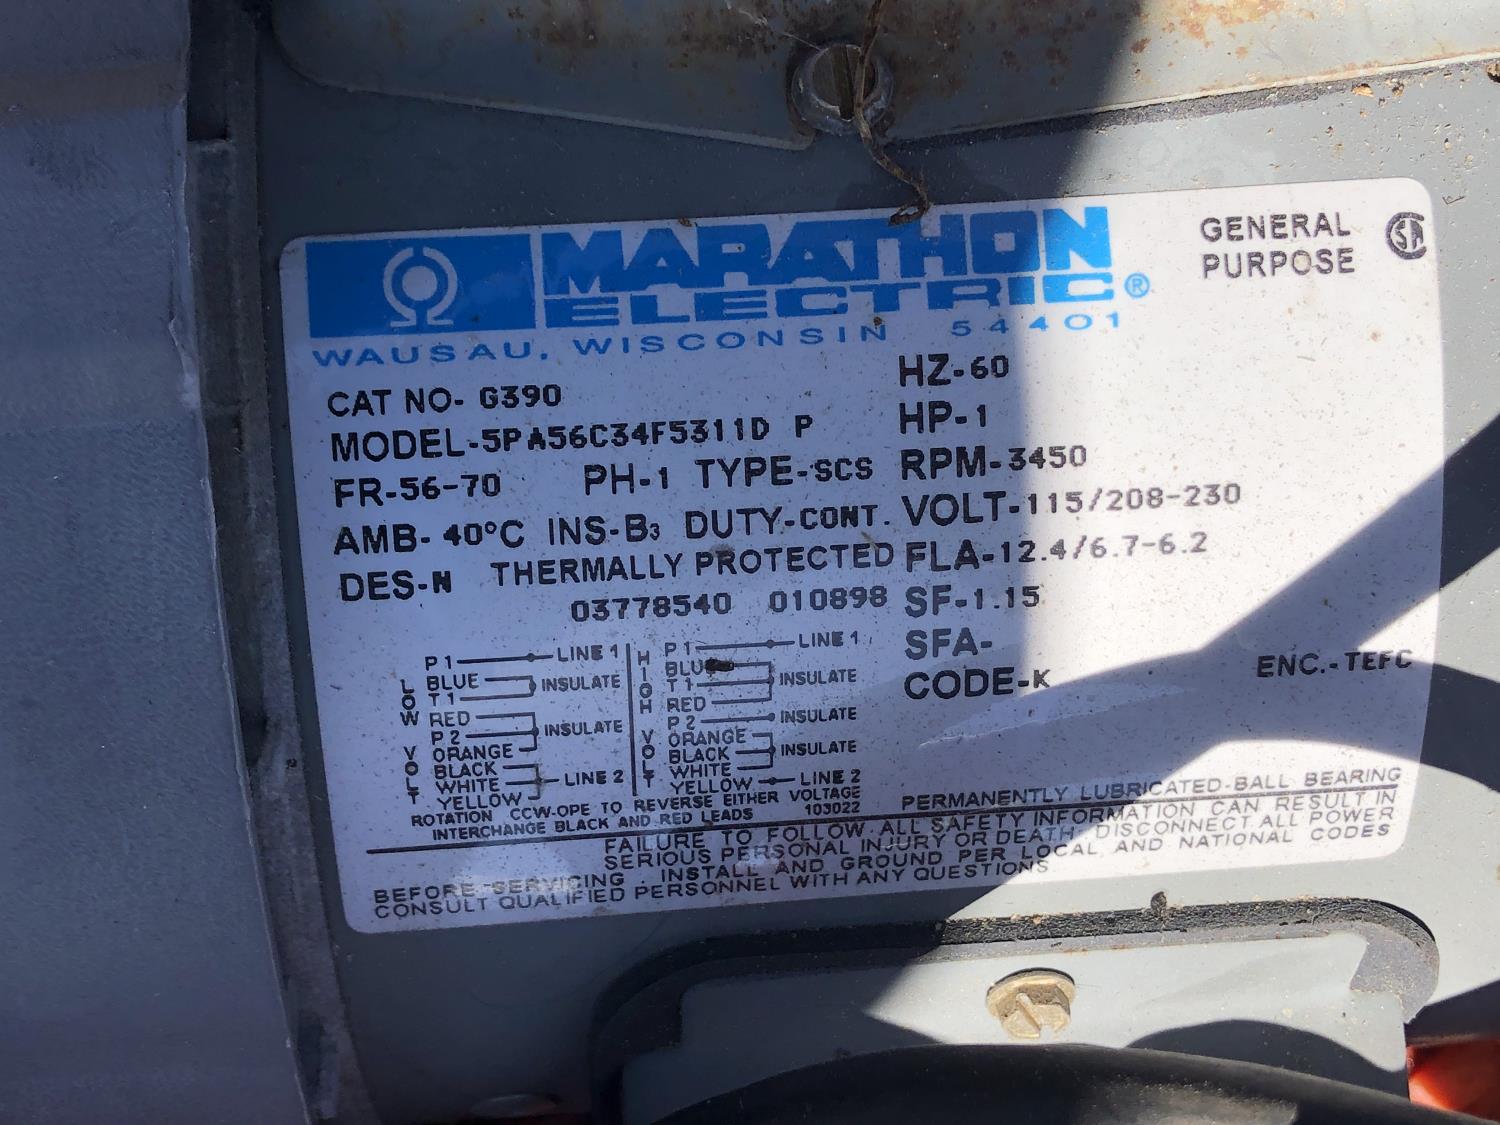 MARATHON
ELECTRIC®
WAUSAU, WISCONSIN 54401
GENERAL
PURPOSE
SA
CAT NO- G390
MODEL-5PA56C34F5311D P
FR-56-70 PH-1 TYPE-SCS
AMB- 40°C INS-B3 DUTY-CONT.
DES-N THERMALLY PROTECTED
03778540 010898
HZ-60
HP-1
RPM-3450
VOLT-115/208-230
FLA-12.4/6.7-6.2
SF-1.15
SFA-
CODE-K
ENC.-TEFC
LOW VOLT
P1 LINE 1
BLUE
T1 INSULATE
RED
P2 INSULATE
ORANGE
BLACK
WHITE LINE 2
YELLOW
HIGH VOLT
P1 LINE 1
BLUE
T1 INSULATE
RED
P2 INSULATE
ORANGE
BLACK INSULATE
WHITE
YELLOW LINE 2
ROTATION CCW-OPE TO REVERSE EITHER VOLTAGE
INTERCHANGE BLACK AND RED LEADS 103022
PERMANENTLY LUBRICATED-BALL BEARING
FAILURE TO FOLLOW ALL SAFETY INFORMATION CAN RESULT IN
SERIOUS PERSONAL INJURY OR DEATH. DISCONNECT ALL POWER
BEFORE SERVICING. INSTALL AND GROUND PER LOCAL AND NATIONAL CODES
CONSULT QUALIFIED PERSONNEL WITH ANY QUESTIONS